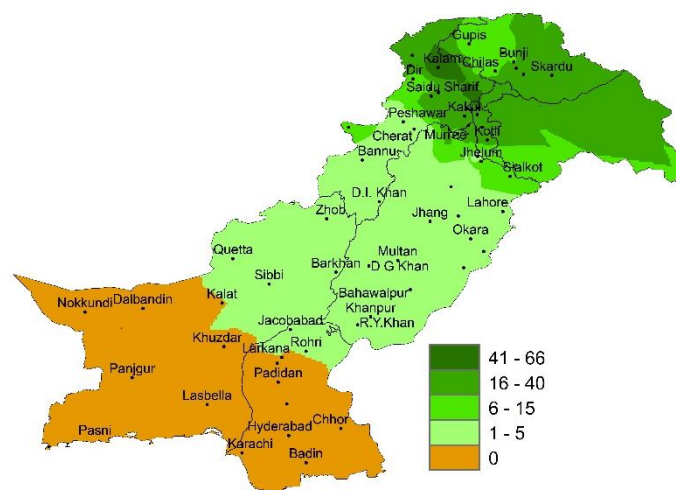 Gupis
Kalam
Bunji
Chilas
Skardu
Dir
Saidu Sharif
Kakul
Peshawar
Cherat
Murree
Kotli
Bannu
Jhelum
Sialkot
D.I. Khan
Zhob
Jhang
Lahore
Okara
Quetta
Multan
Barkhan
D G Khan
Sibbi
Kalat
Bahawalpur
Nokkundi
Dalbandin
Khanpur
R.Y.Khan
Jacobabad
Khuzdar
Larkana
Rohri
Panjgur
Padidan
Lasbella
Pasni
Hyderabad
Chhor
Karachi
Badin
41 - 66
16 - 40
6 - 15
1 - 5
0